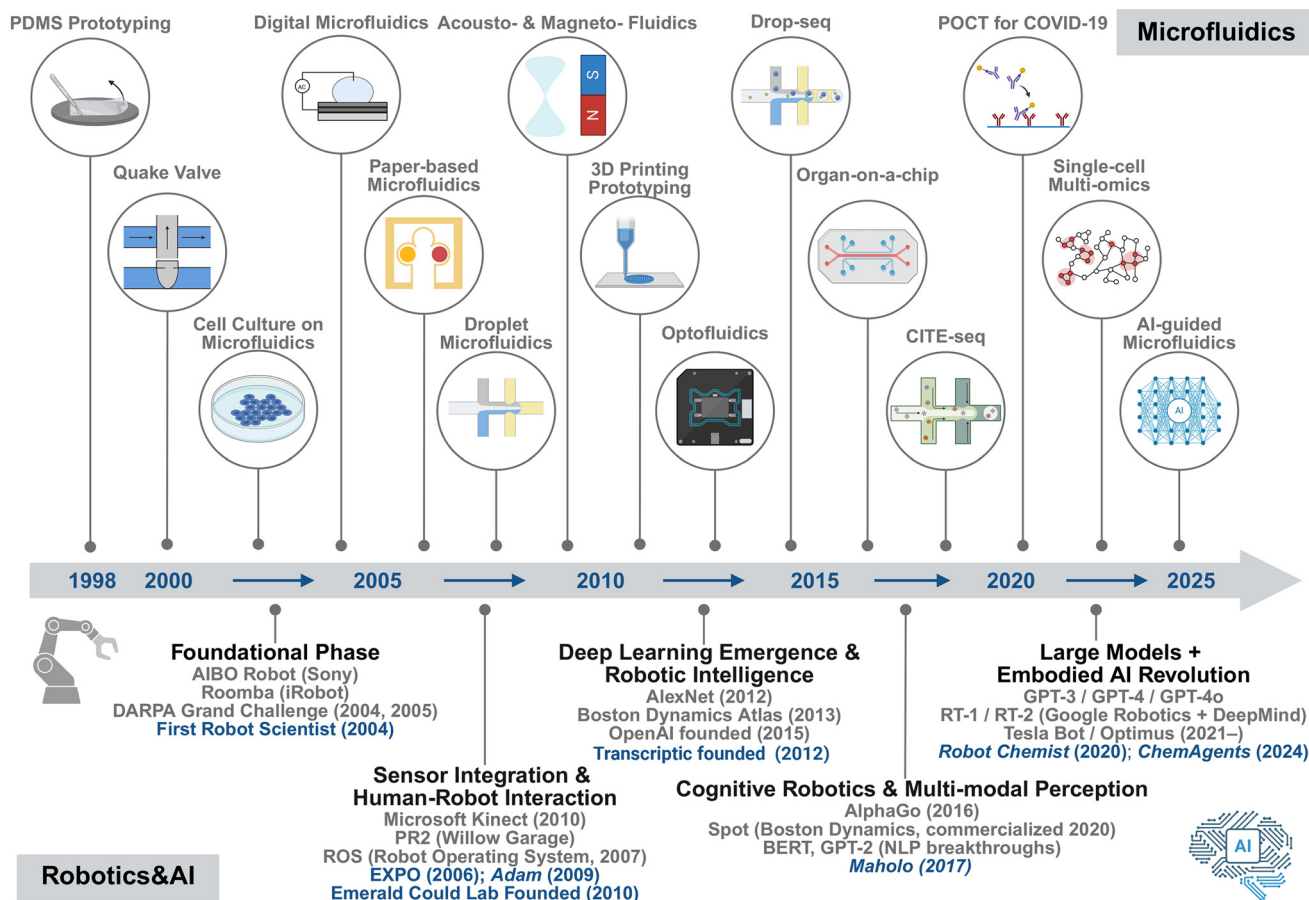 PDMS Prototyping
Digital Microfluidics
Acousto- & Magneto- Fluidics
Drop-seq
POCT for COVID-19
Microfluidics
AC
S
N
Quake Valve
Paper-based
Microfluidics
3D Printing
Prototyping
Organ-on-a-chip
Single-cell
Multi-omics
Cell Culture on
Microfluidics
Droplet
Microfluidics
Optofluidics
CITE-seq
AI-guided
Microfluidics
AI
1998 2000 2005 2010 2015 2020 2025
Foundational Phase
AIBO Robot (Sony)
Roomba (iRobot)
DARPA Grand Challenge (2004, 2005)
First Robot Scientist (2004)
Sensor Integration &
Human-Robot Interaction
Microsoft Kinect (2010)
PR2 (Willow Garage)
ROS (Robot Operating System, 2007)
EXPO (2006); Adam (2009)
Emerald Could Lab Founded (2010)
Deep Learning Emergence &
Robotic Intelligence
AlexNet (2012)
Boston Dynamics Atlas (2013)
OpenAI founded (2015)
Transcriptic founded (2012)
Cognitive Robotics & Multi-modal Perception
AlphaGo (2016)
Spot (Boston Dynamics, commercialized 2020)
BERT, GPT-2 (NLP breakthroughs)
Maholo (2017)
Large Models +
Embodied AI Revolution
GPT-3 / GPT-4 / GPT-4o
RT-1 / RT-2 (Google Robotics + DeepMind)
Tesla Bot / Optimus (2021–)
Robot Chemist (2020); ChemAgents (2024)
Robotics&AI
AI